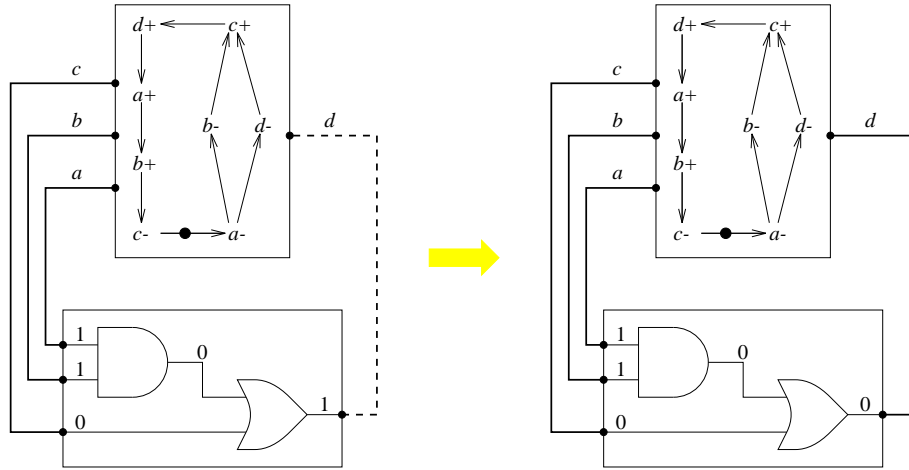 d+ c+
c
a+
b b- d- d
b+
a
c- a-
1
0
1
0 1
d+ c+
c
a+
b b- d- d
b+
a
c- a-
1
0
1
0 0